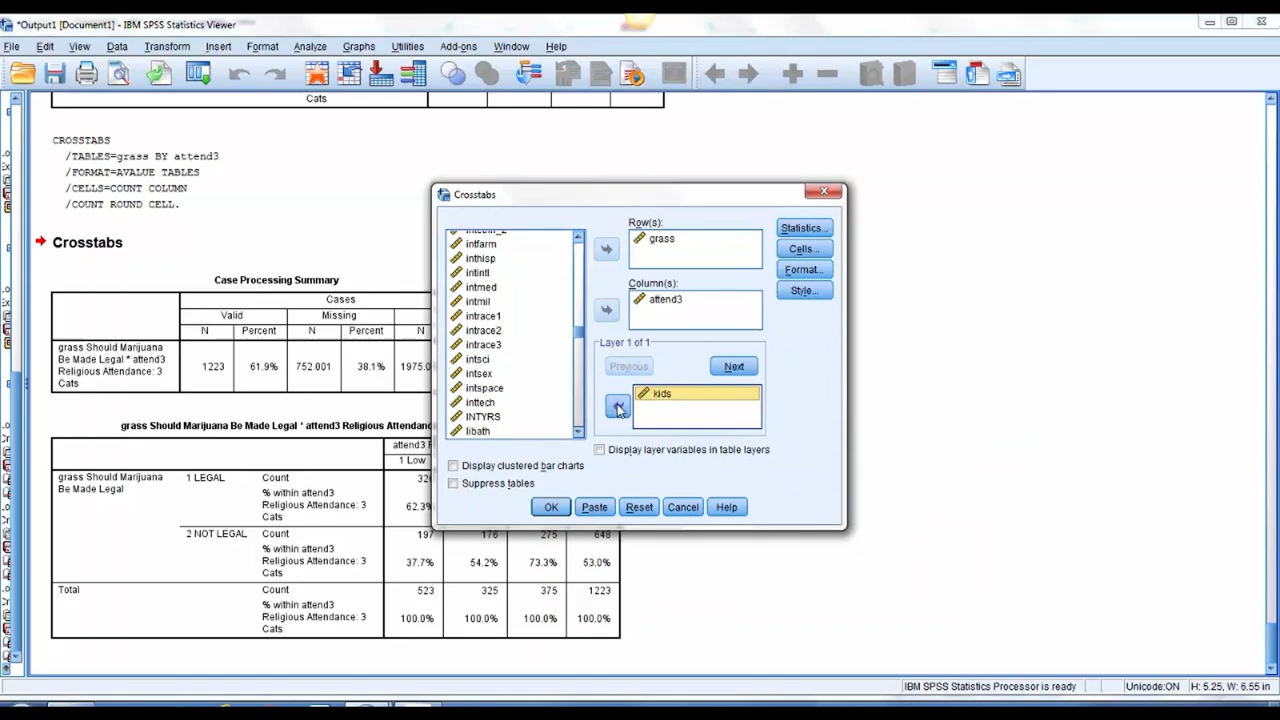 *Output1 [Document1] - IBM SPSS Statistics Viewer
File Edit View Data Transform Insert Format Analyze Graphs Utilities Add-ons Window Help
Cats
CROSSTABS
/TABLES=grass BY attend3
/FORMAT=AVALUE TABLES
/CELLS=COUNT COLUMN
/COUNT ROUND CELL.
Crosstabs
Case Processing Summary
Cases
Valid Missing
N Percent N Percent N
grass Should Marijuana
Be Made Legal * attend3
Religious Attendance: 3
Cats
1223 61.9% 752.001 38.1% 1975.0
grass Should Marijuana Be Made Legal * attend3 Religious Attendanc
attend3 R
1 Low
grass Should Marijuana
Be Made Legal
1 LEGAL Count 326
% within attend3
Religious Attendance: 3
Cats
62.3%
2 NOT LEGAL Count 197 176 275 648
% within attend3
Religious Attendance: 3
Cats
37.7% 54.2% 73.3% 53.0%
Total Count 523 325 375 1223
% within attend3
Religious Attendance: 3
Cats
100.0% 100.0% 100.0% 100.0%
Crosstabs
intfarm
inthisp
intintl
intmed
intmil
intrace1
intrace2
intrace3
intsci
intsex
intspace
inttech
INTYRS
libath
Row(s):
grass
Column(s):
attend3
Layer 1 of 1
Previous Next
kids
Display layer variables in table layers
Statistics...
Cells...
Format...
Style...
Display clustered bar charts
Suppress tables
OK Paste Reset Cancel Help
IBM SPSS Statistics Processor is ready Unicode:ON H: 5.25, W: 6.55 in